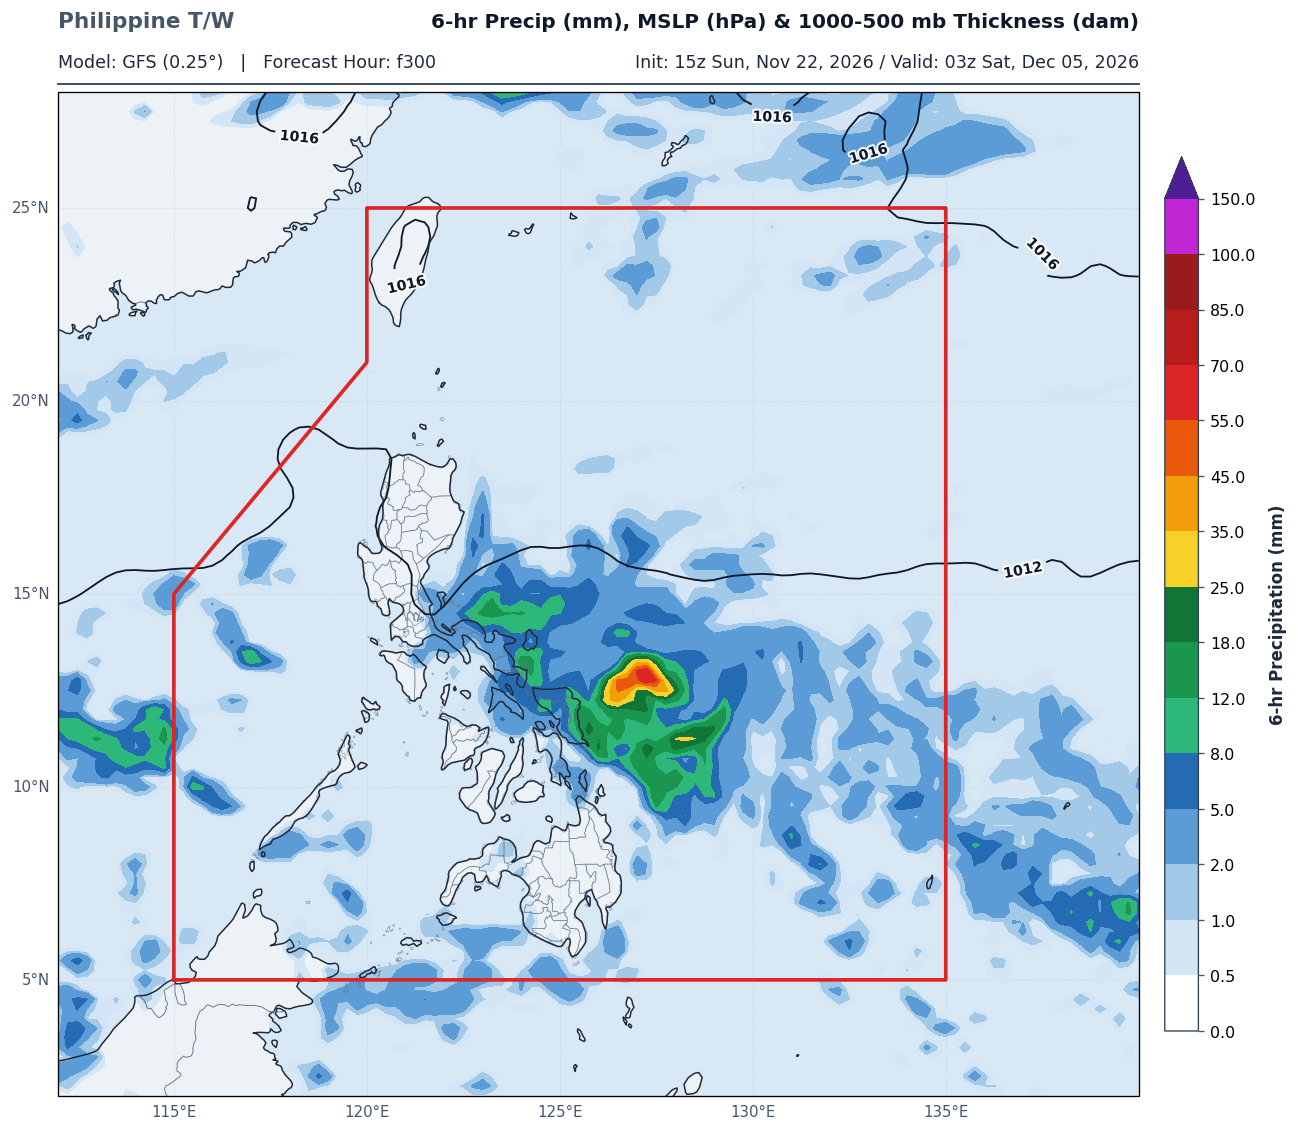 Philippine T/W
6-hr Precip (mm), MSLP (hPa) & 1000-500 mb Thickness (dam)
Model: GFS (0.25°) | Forecast Hour: f300
Init: 15z Sun, Nov 22, 2026 / Valid: 03z Sat, Dec 05, 2026
1016
1016
1016
1016
1016
1012
25°N
20°N
15°N
10°N
5°N
115°E
120°E
125°E
130°E
135°E
150.0
100.0
85.0
70.0
55.0
45.0
35.0
25.0
18.0
12.0
8.0
5.0
2.0
1.0
0.5
0.0
6-hr Precipitation (mm)